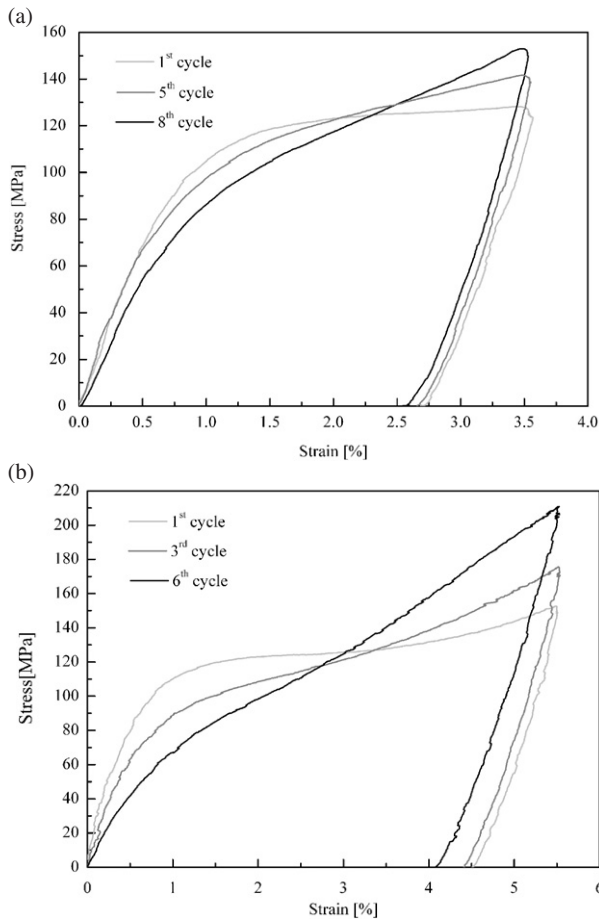 (a)
160
140
120
100
80
60
40
20
0
Stress [MPa]
1st cycle
5th cycle
8th cycle
0.0 0.5 1.0 1.5 2.0 2.5 3.0 3.5 4.0
Strain [%]
(b)
220
200
180
160
140
120
100
80
60
40
20
0
Stress[MPa]
1st cycle
3rd cycle
6th cycle
0 1 2 3 4 5 6
Strain [%]